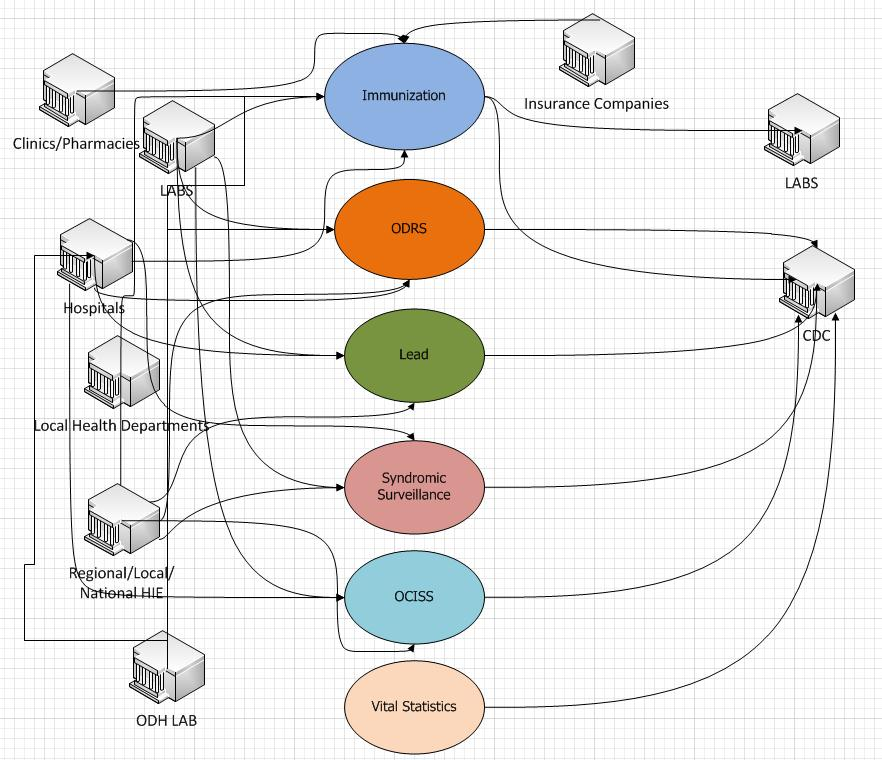 Immunization
Insurance Companies
Clinics/Pharmacies
LABS
LABS
ODRS
Hospitals
CDC
Lead
Local Health Departments
Syndromic
Surveillance
Regional/Local/
National HIE
OCISS
Vital Statistics
ODH LAB